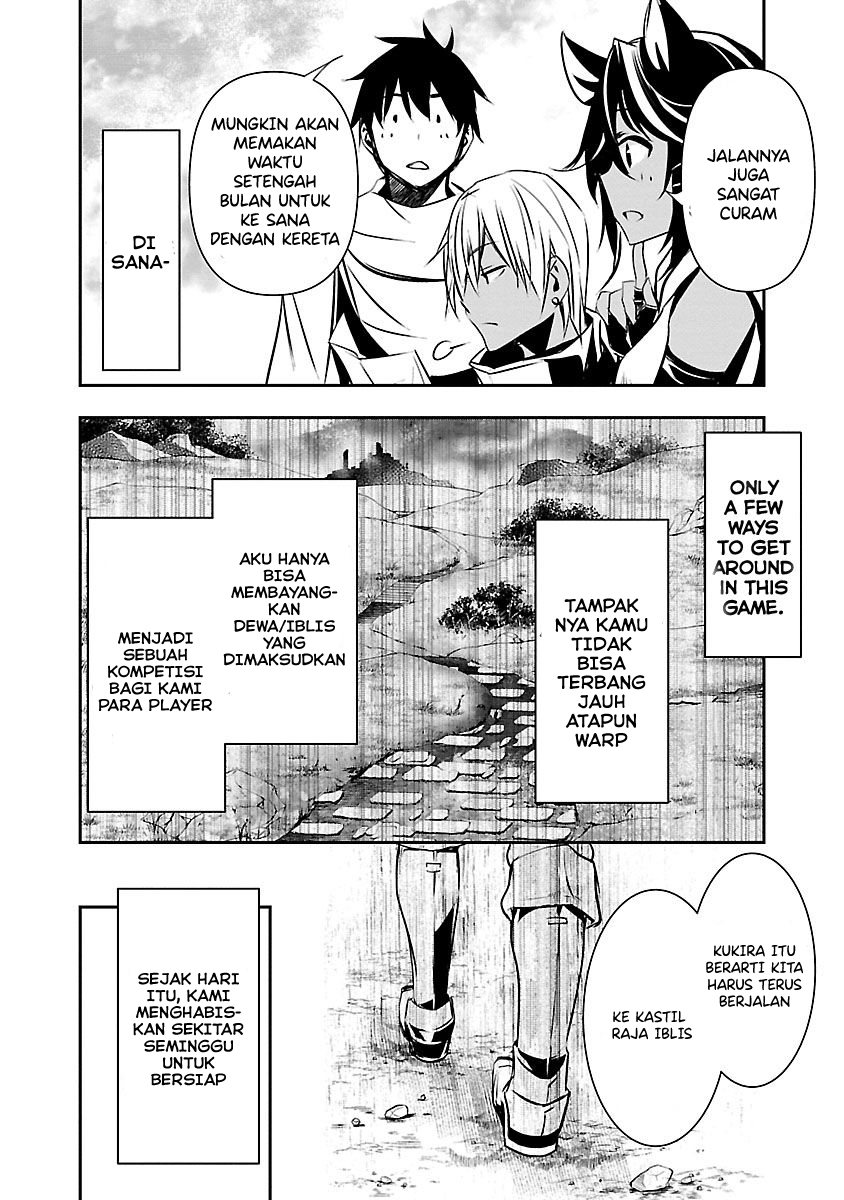 JALANNYA
JUGA
SANGAT
CURAM
MUNGKIN AKAN
MEMAKAN
WAKTU
SETENGAH
BULAN UNTUK
KE SANA
DENGAN KERETA
DI
SANA-
ONLY
A FEW
WAYS
TO GET
AROUND
IN THIS
GAME.
TAMPAK
NYA KAMU
TIDAK
BISA
TERBANG
JAUH
ATAPUN
WARP
AKU HANYA
BISA
MEMBAYANG-
KAN
DEWA/IBLIS
YANG
DIMAKSUDKAN
MENJADI
SEBUAH
KOMPETISI
BAGI KAMI
PARA PLAYER
KUKIRA ITU
BERARTI KITA
HARUS TERUS
BERJALAN
KE KASTIL
RAJA IBLIS
SEJAK HARI
ITU, KAMI
MENGHABIS-
KAN SEKITAR
SEMINGGU
UNTUK
BERSIAP